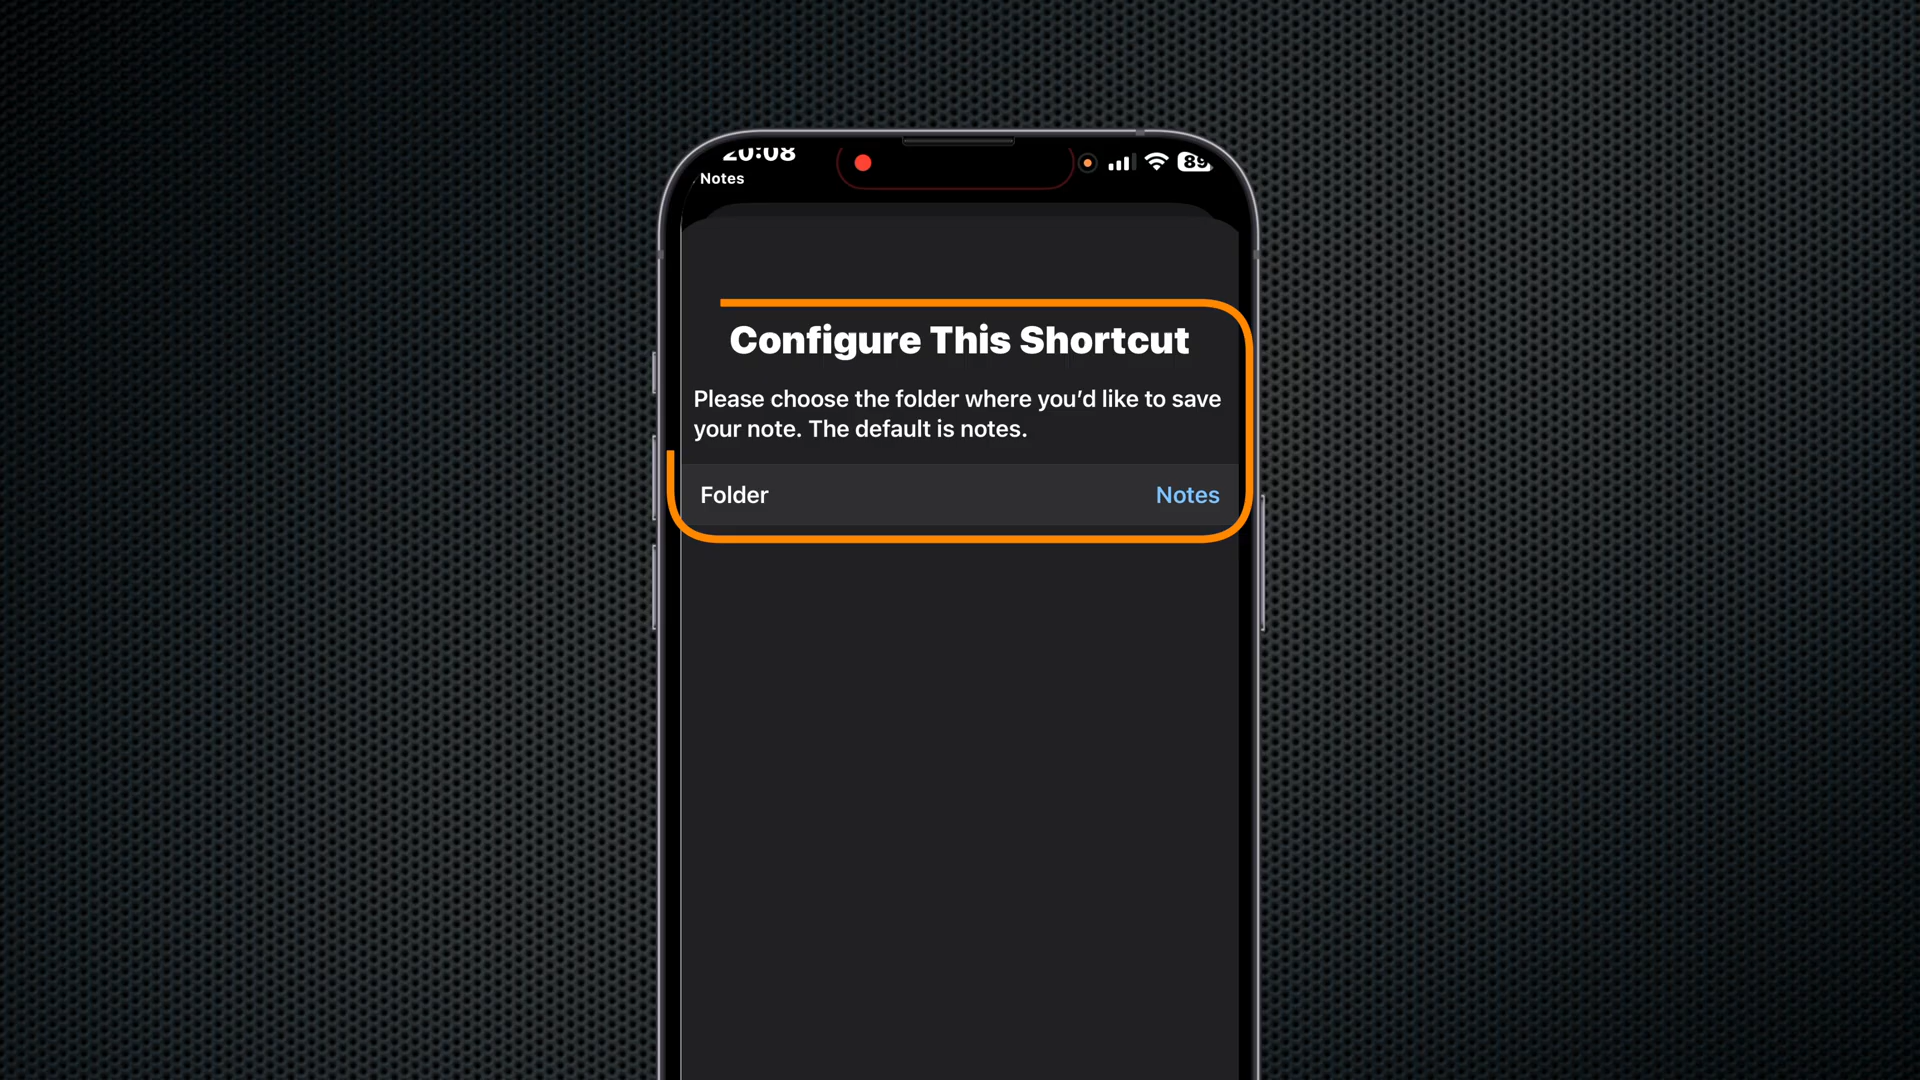 20:08
89
Notes
Configure This Shortcut
Please choose the folder where you’d like to save
your note. The default is notes.
Folder
Notes